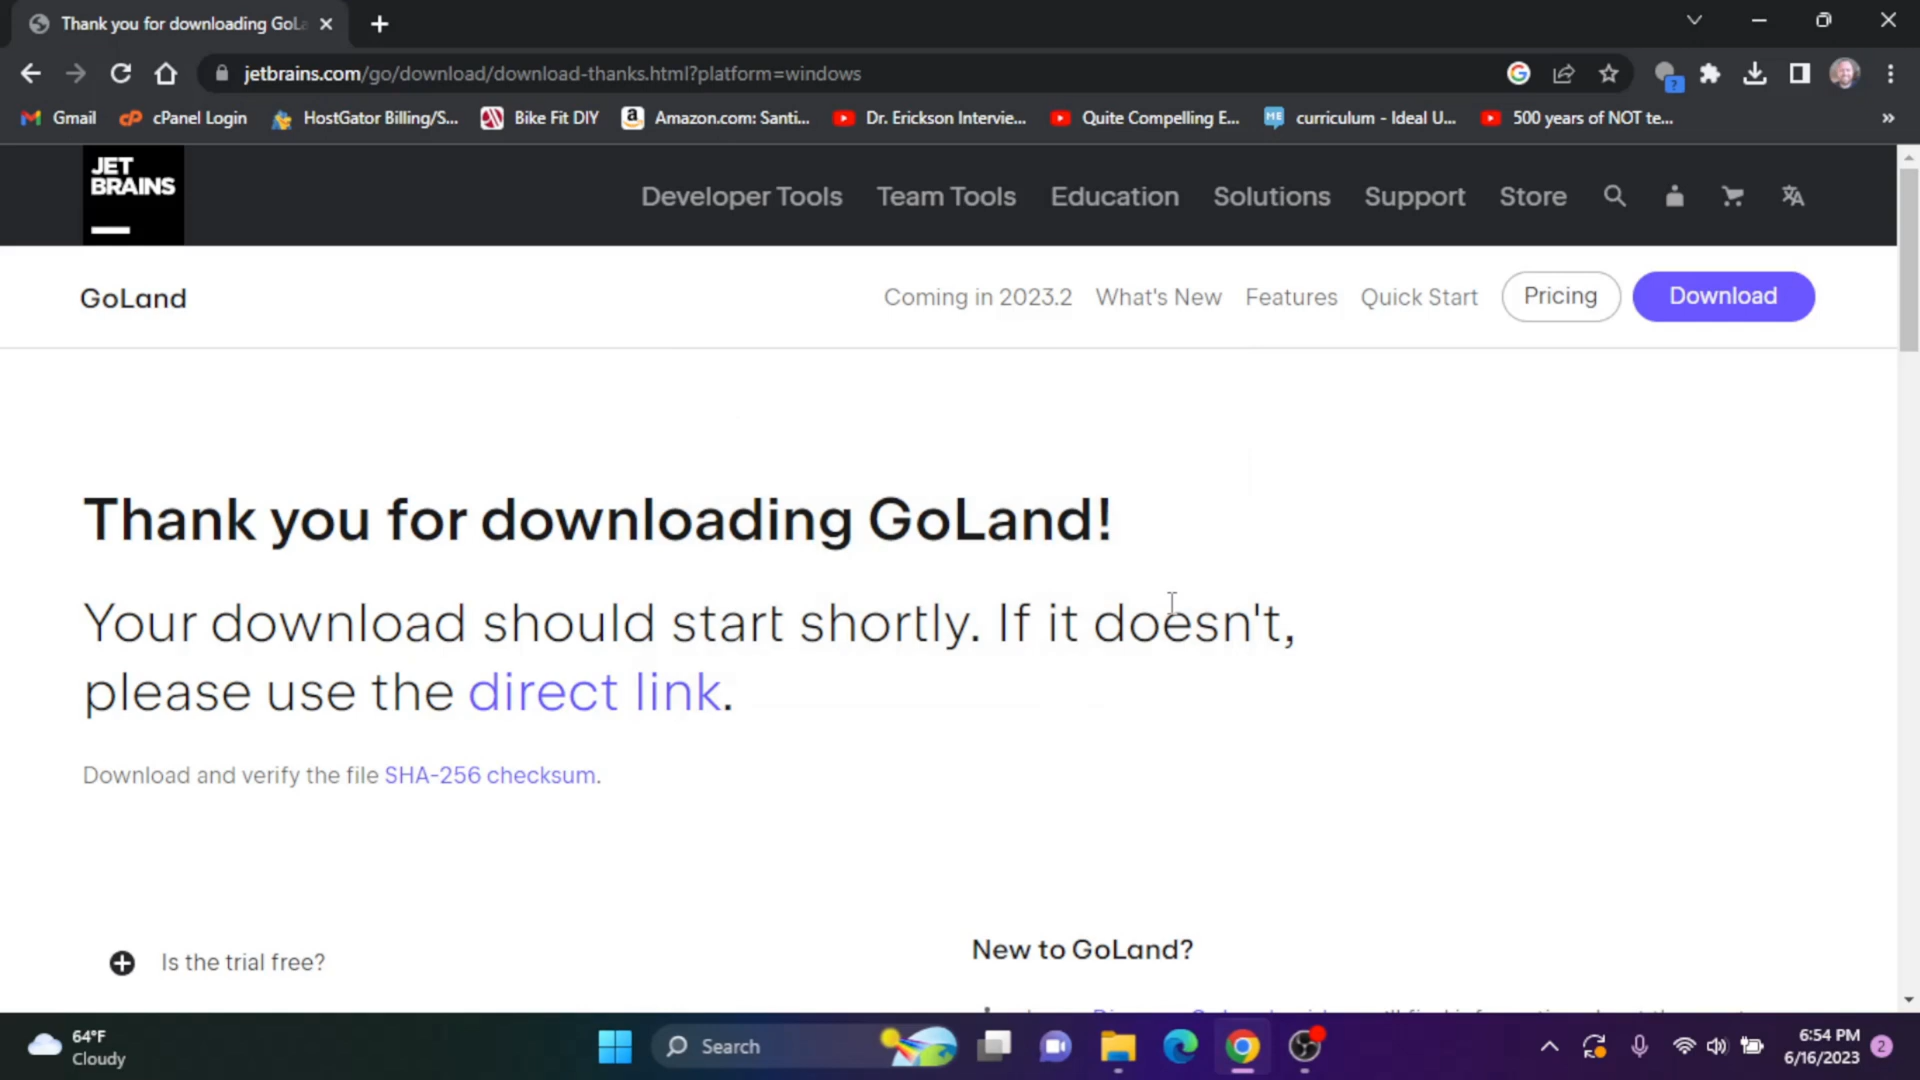 Thank you for downloading GoLa
jetbrains.com/go/download/download-thanks.html?platform=windows
Gmail
cPanel Login
HostGator Billing/S...
Bike Fit DIY
Amazon.com: Santi...
Dr. Erickson Intervie...
Quite Compelling E...
curriculum - Ideal U...
500 years of NOT te...
JET
BRAINS
Developer Tools
Team Tools
Education
Solutions
Support
Store
GoLand
Coming in 2023.2
What's New
Features
Quick Start
Pricing
Download
Thank you for downloading GoLand!
Your download should start shortly. If it doesn't,
please use the direct link.
Download and verify the file SHA-256 checksum.
Is the trial free?
New to GoLand?
64°F
Cloudy
Search
6:54 PM
6/16/2023
2